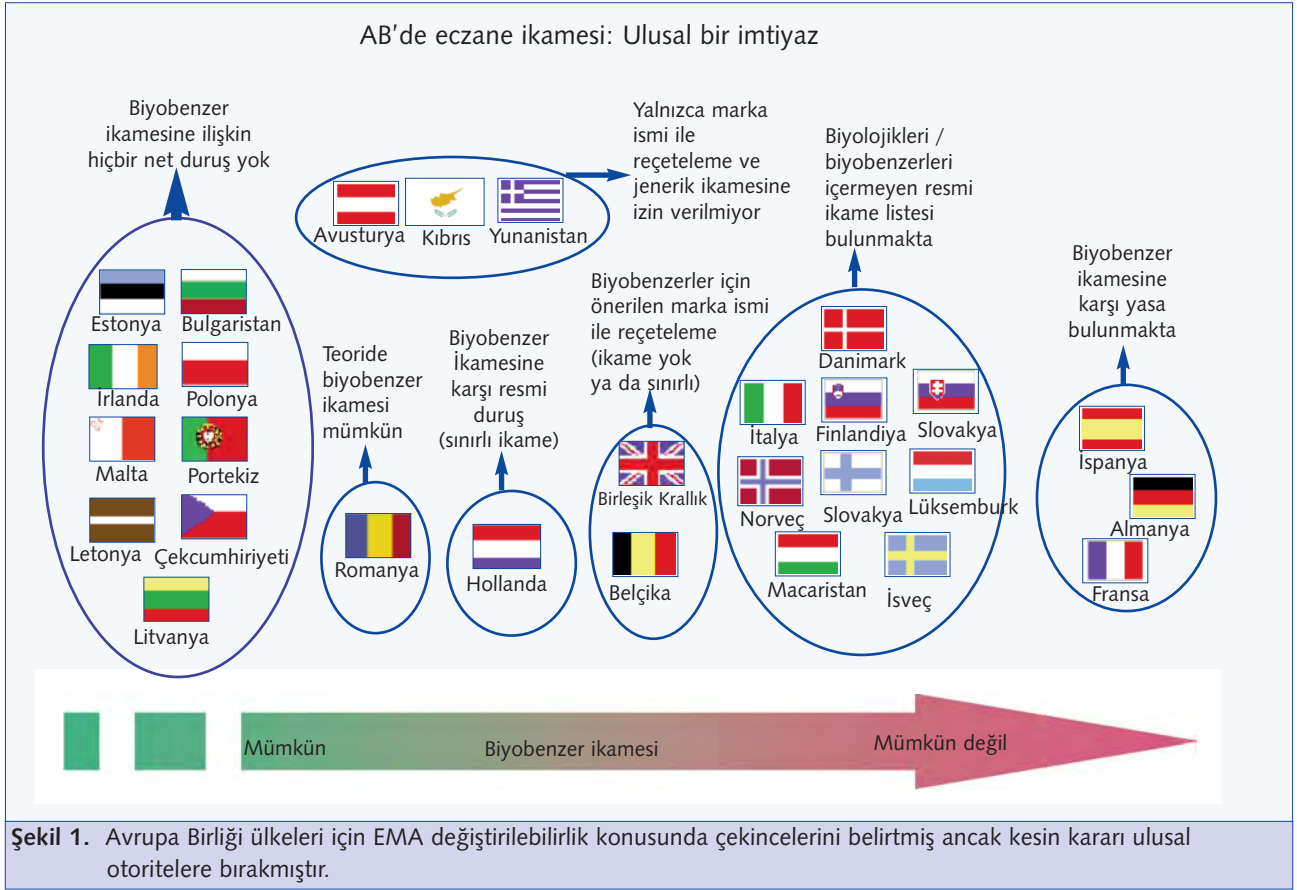 AB'de eczane ikamesi: Ulusal bir imtiyaz
Biyobenzer
ikamesine ilişkin
hiçbir net duruş yok
Estonya
Bulgaristan
İrlanda
Polonya
Malta
Portekiz
Letonya
Çekcumhiriyeti
Litvanya
Yalnızca marka
ismi ile
reçeteleme ve
jenerik ikamesine
izin verilmiyor
Avusturya
Kıbrıs
Yunanistan
Teoride
biyobenzer
ikamesi
mümkün
Romanya
Biyobenzer
İkamesine
karşı resmi
duruş
(sınırlı ikame)
Hollanda
Biyobenzerler için
önerilen marka ismi
ile reçeteleme
(ikame yok
ya da sınırlı)
Birleşik Krallık
Belçika
Biyolojikleri /
biyobenzerleri
içermeyen resmi
ikame listesi
bulunmakta
Danimark
İtalya
Finlandiya
Slovakya
Norveç
Slovakya
Lüksemburk
Macaristan
İsveç
Biyobenzer
ikamesine
karşı yasa
bulunmakta
İspanya
Almanya
Fransa
Mümkün
Biyobenzer ikamesi
Mümkün değil
Şekil 1. Avrupa Birliği ülkeleri için EMA değiştirilebilirlik konusunda çekincelerini belirtmiş ancak kesin kararı ulusal
otoritelere bırakmıştır.